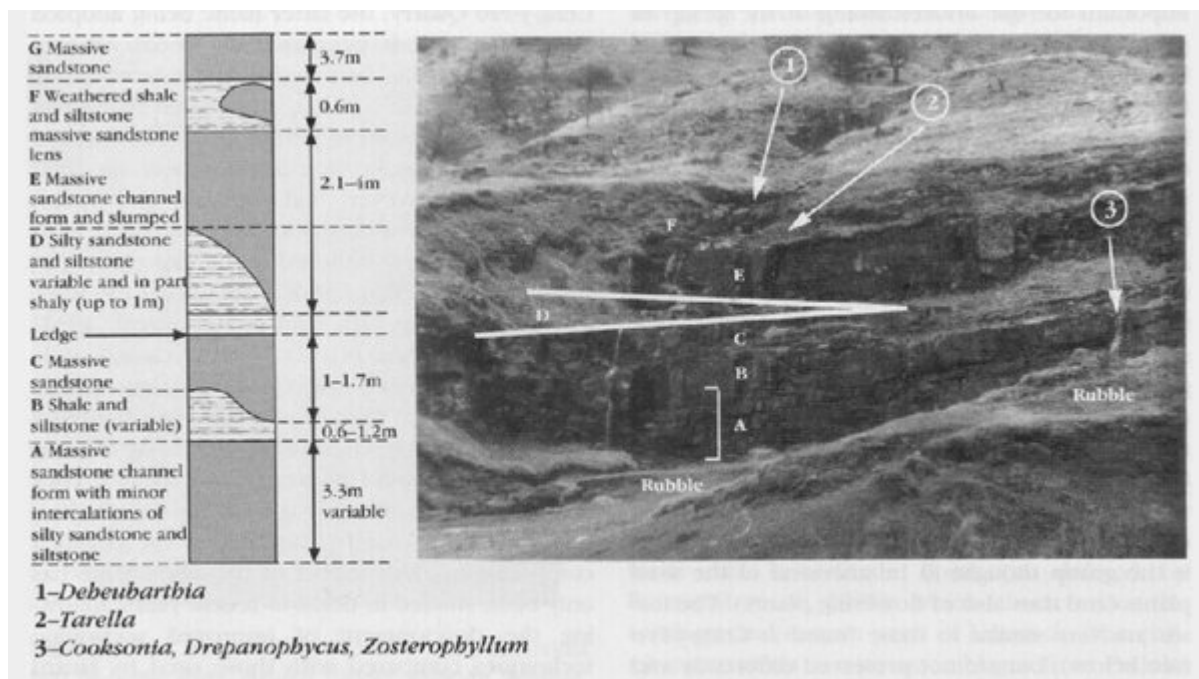 G Massive
sandstone
3.7m
F Weathered shale
and siltstone
massive sandstone
lens
0.6m
E Massive
sandstone channel
form and slumped
2.1–4m
D Silty sandstone
and siltstone
variable and in part
shaly (up to 1m)
Ledge
C Massive
sandstone
1–1.7m
B Shale and
siltstone (variable)
0.6–1.2m
A Massive
sandstone channel
form with minor
intercalations of
silty sandstone and
siltstone
3.3m
variable
1
2
3
F
E
D
C
B
A
Rubble
Rubble
1–Debeubarthia
2–Tarella
3–Cooksonia, Drepanophycus, Zosterophyllum